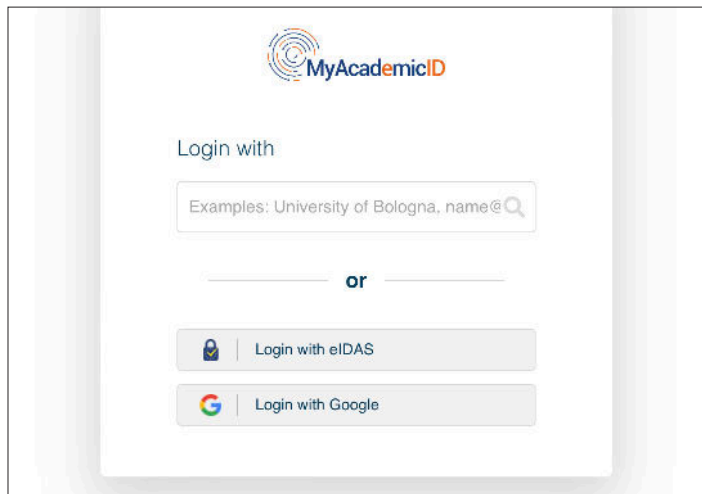 MyAcademicID
Login with
Examples: University of Bologna, name@
or
Login with eIDAS
Login with Google